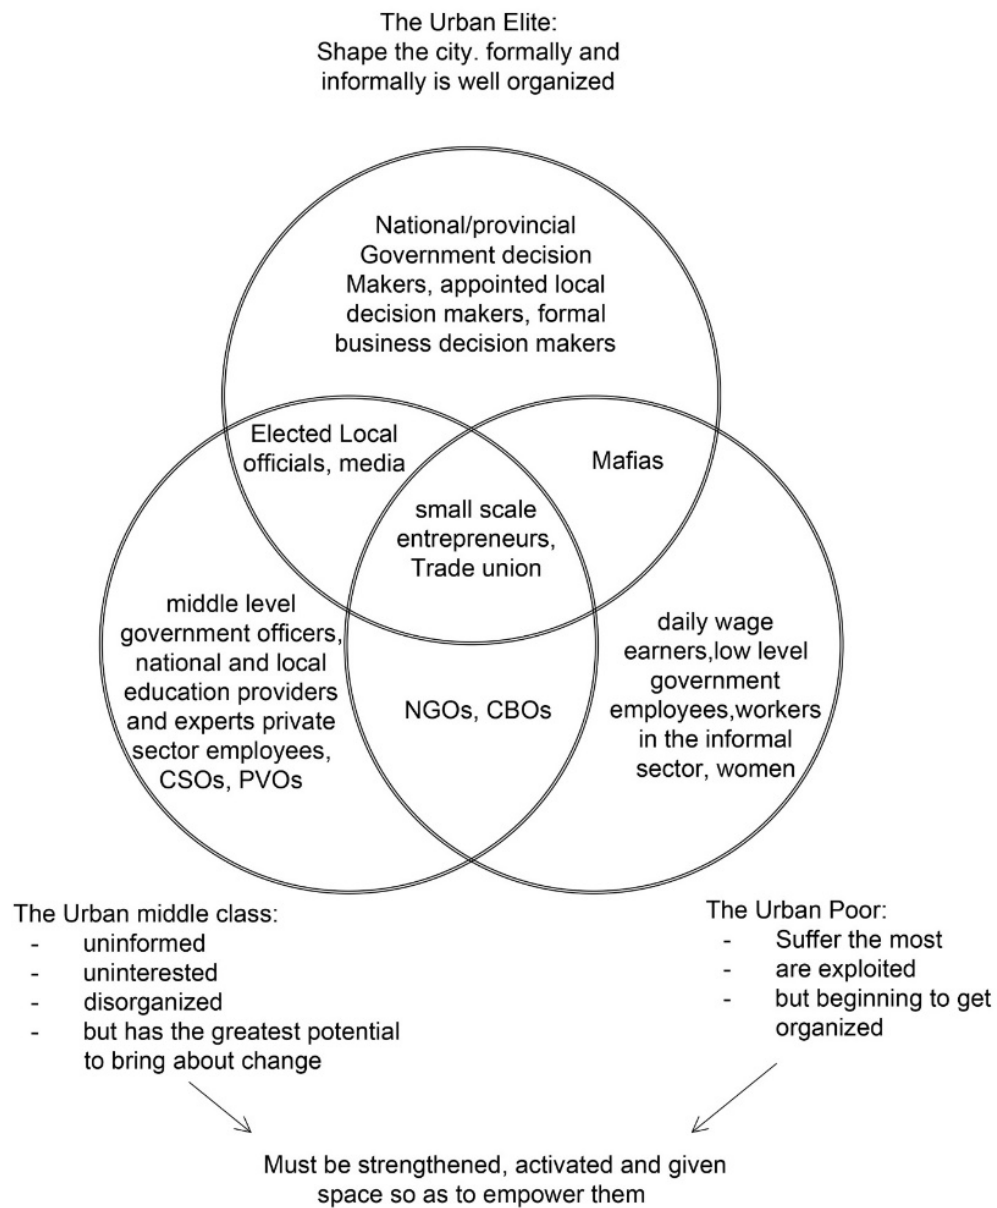 The Urban Elite:
Shape the city. formally and
informally is well organized
National/provincial
Government decision
Makers, appointed local
decision makers, formal
business decision makers
Elected Local
officials, media
Mafias
small scale
entrepreneurs,
Trade union
middle level
government officers,
national and local
education providers
and experts private
sector employees,
CSOs, PVOs
daily wage
earners,low level
government
employees,workers
in the informal
sector, women
NGOs, CBOs
The Urban middle class:
- uninformed
- uninterested
- disorganized
- but has the greatest potential
to bring about change
The Urban Poor:
- Suffer the most
- are exploited
- but beginning to get
organized
Must be strengthened, activated and given
space so as to empower them